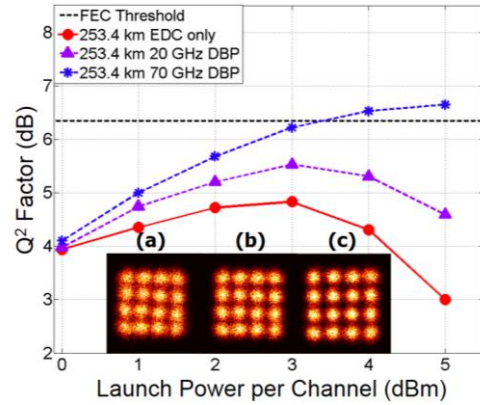 FEC Threshold
253.4 km EDC only
253.4 km 20 GHz DBP
253.4 km 70 GHz DBP
8
7
6
5
4
3
2
Q² Factor (dB)
(a) (b) (c)
0 1 2 3 4 5
Launch Power per Channel (dBm)